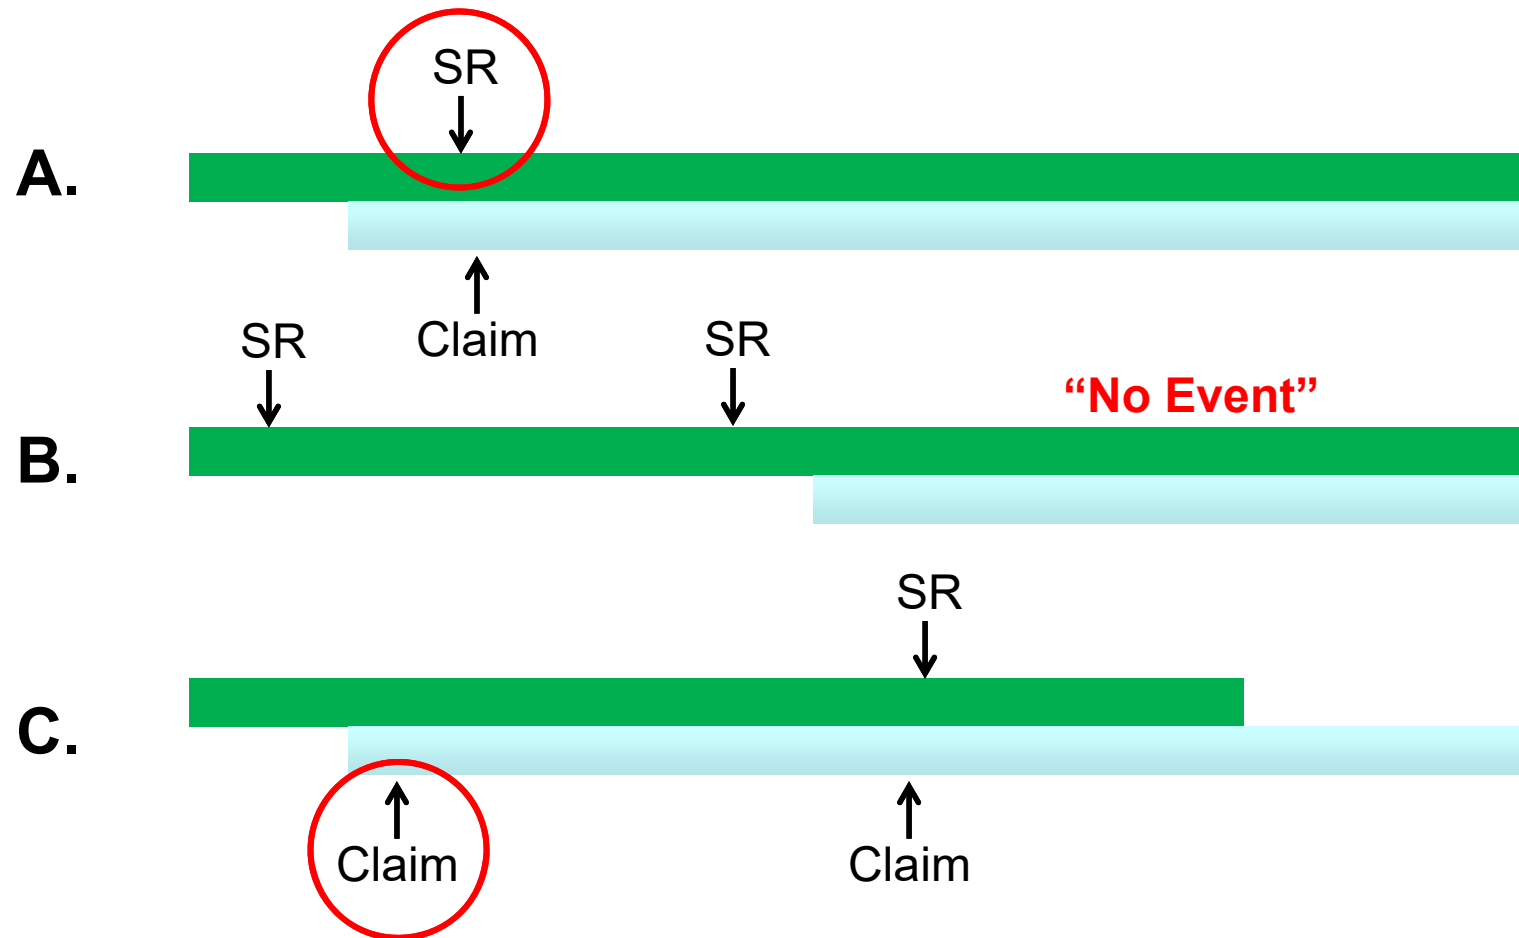 SR
A.
Claim
SR
SR
“No Event”
B.
SR
C.
Claim
Claim